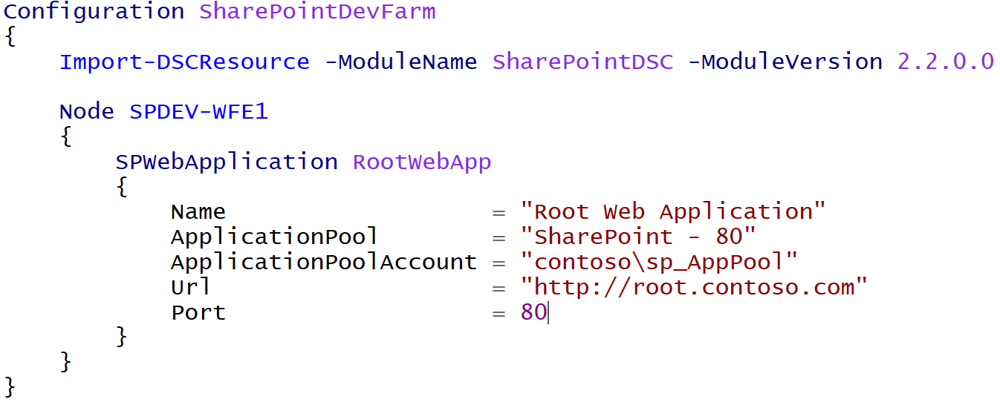 Configuration SharePointDevFarm
{
    Import-DSCResource -ModuleName SharePointDSC -ModuleVersion 2.2.0.0

    Node SPDEV-WFE1
    {
        SPWebApplication RootWebApp
        {
            Name                   = "Root Web Application"
            ApplicationPool        = "SharePoint - 80"
            ApplicationPoolAccount = "contoso\sp_AppPool"
            Url                    = "http://root.contoso.com"
            Port                   = 80
        }
    }
}